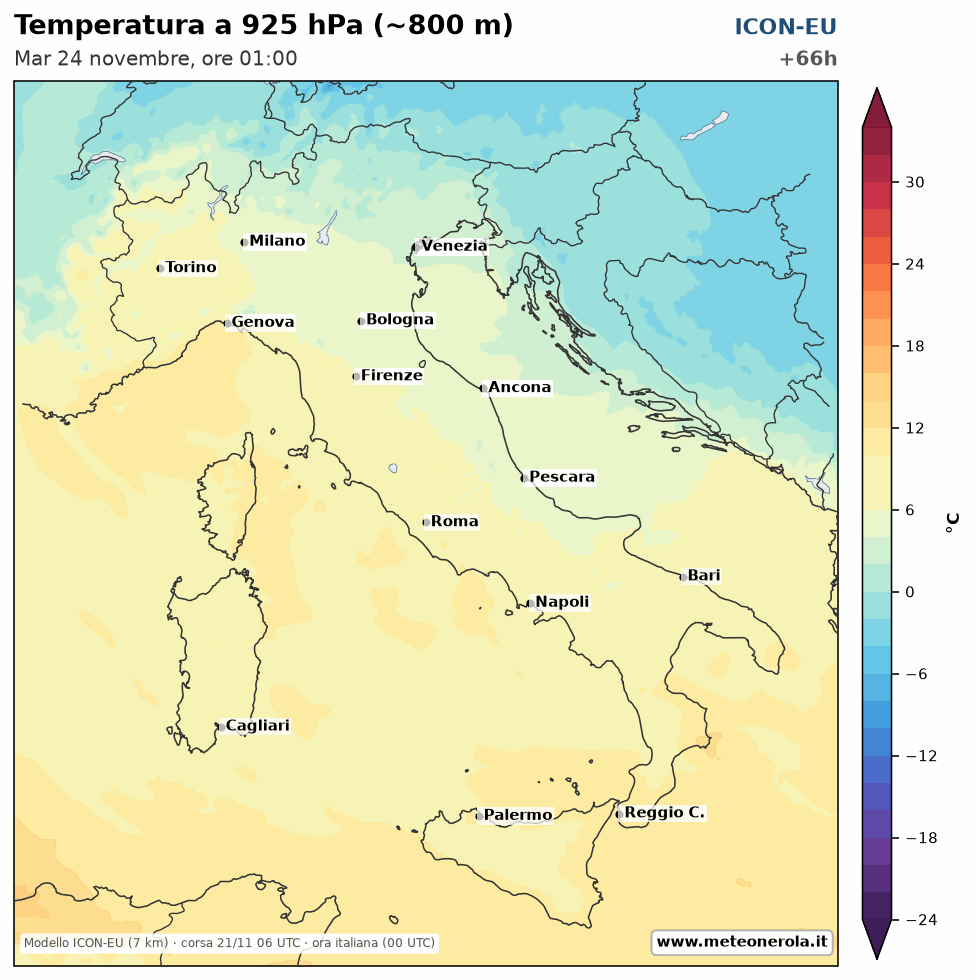 Temperatura a 925 hPa (~800 m)
ICON-EU
Mar 24 novembre, ore 01:00
+66h
Milano
Venezia
Torino
Genova
Bologna
Firenze
Ancona
Pescara
Roma
Bari
Napoli
Cagliari
Palermo
Reggio C.
30
24
18
12
6
0
−6
−12
−18
−24
°C
Modello ICON-EU (7 km) · corsa 21/11 06 UTC · ora italiana (00 UTC)
www.meteonerola.it